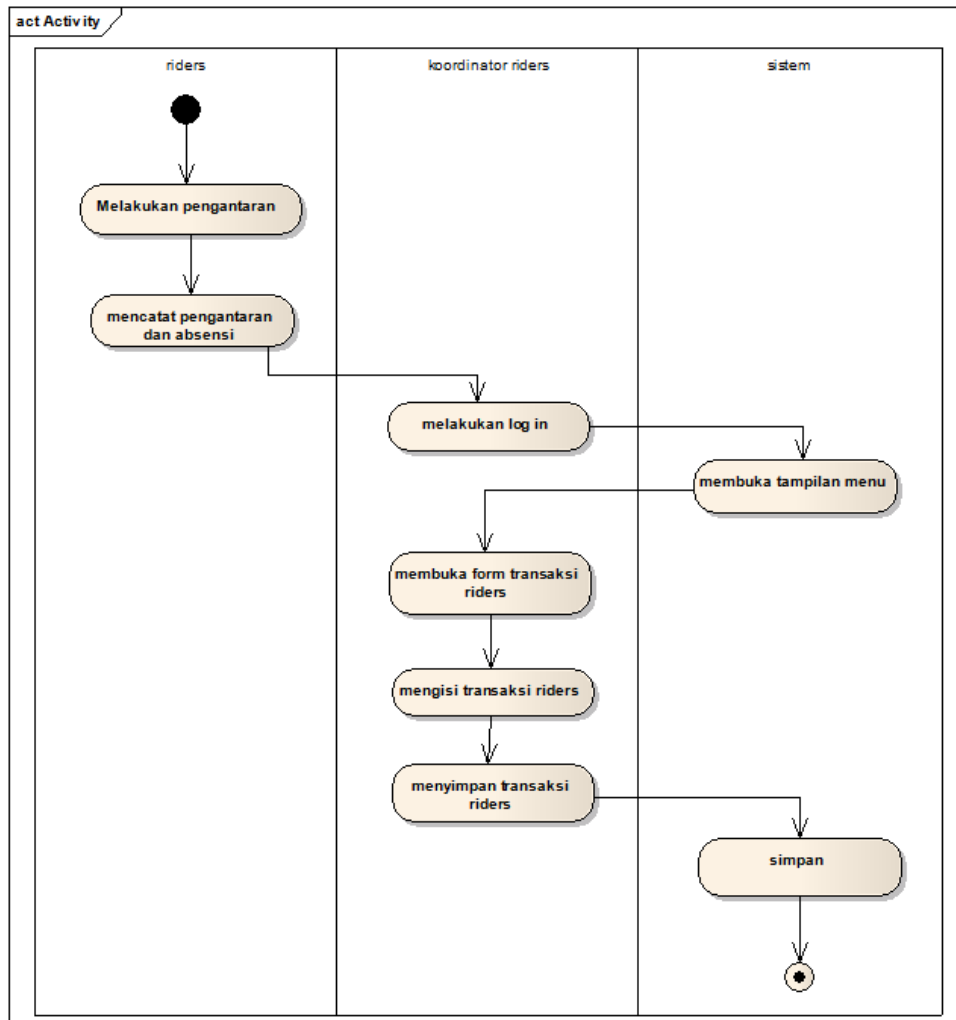 act Activity
riders
koordinator riders
sistem
Melakukan pengantaran
mencatat pengantaran
dan absensi
melakukan log in
membuka tampilan menu
membuka form transaksi
riders
mengisi transaksi riders
menyimpan transaksi
riders
simpan